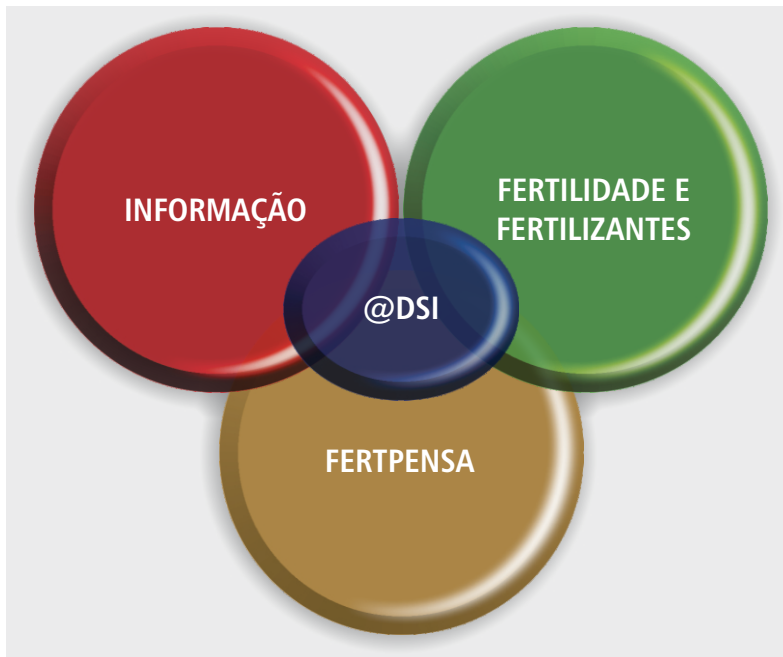 INFORMAÇÃO
FERTILIDADE E
FERTILIZANTES
@DSI
FERTPENSA